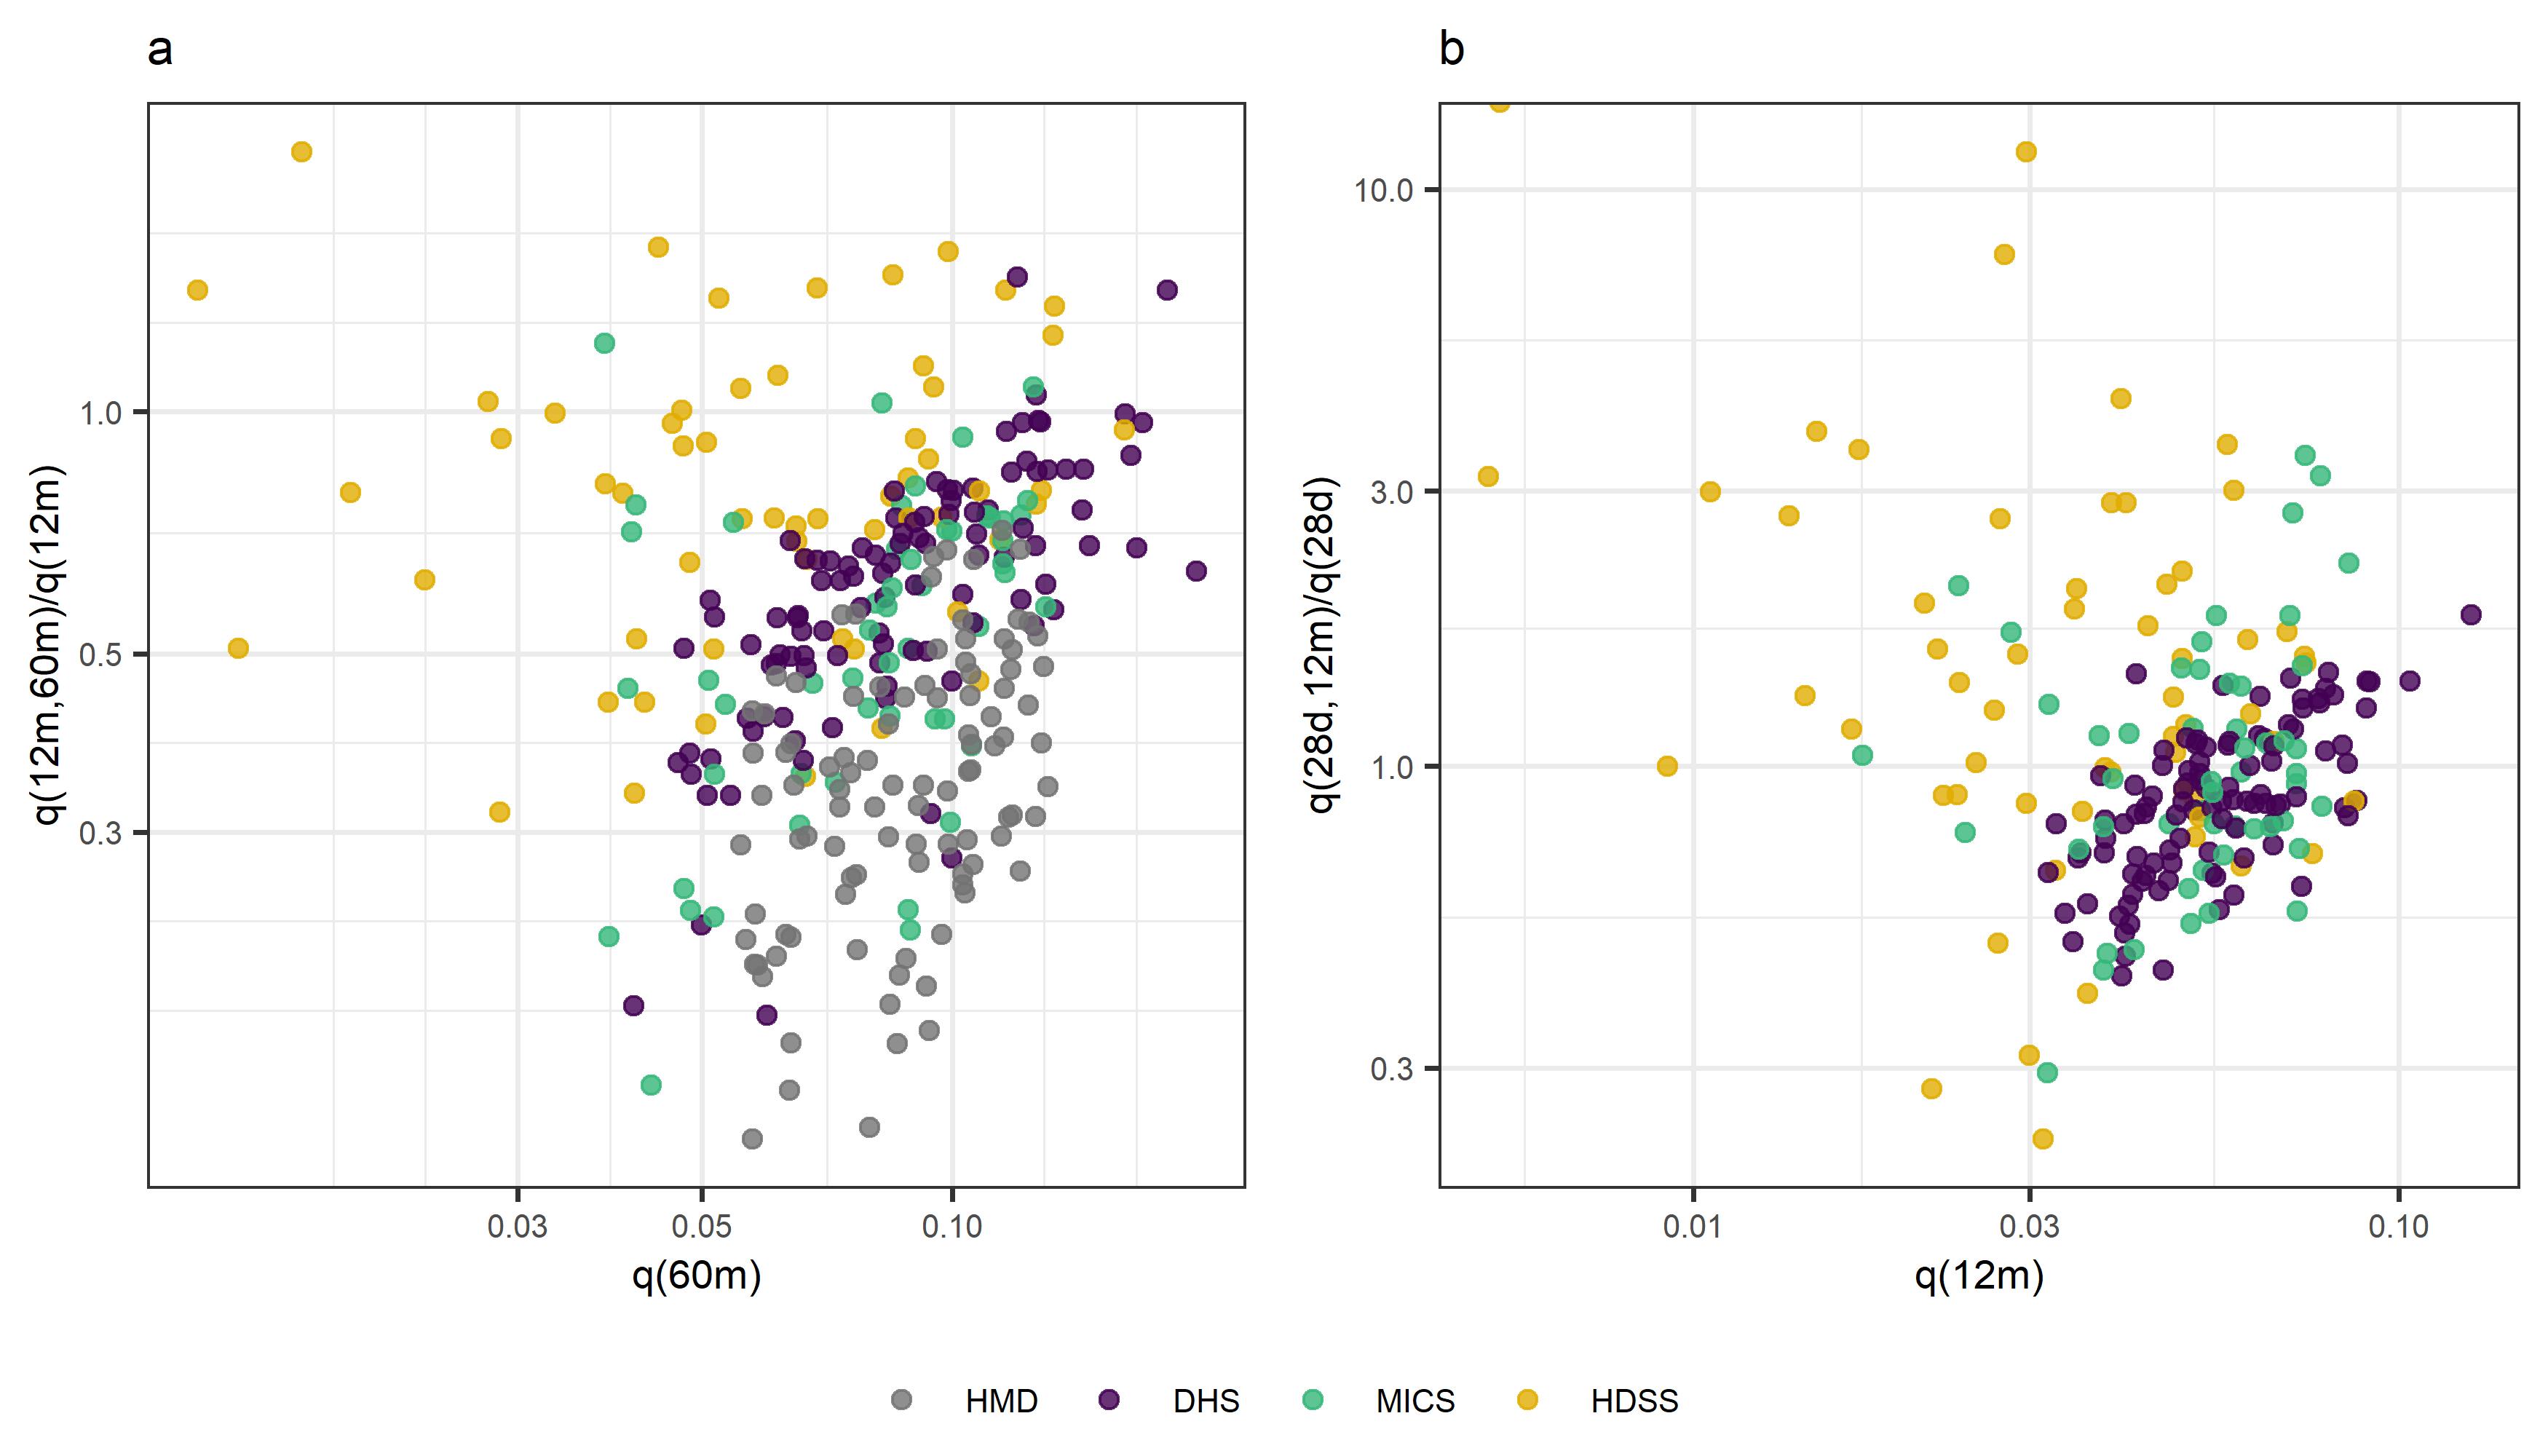 a
q(12m,60m)/q(12m)
1.0
0.5
0.3
0.03 0.05 0.10
q(60m)
b
q(28d,12m)/q(28d)
10.0
3.0
1.0
0.3
0.01 0.03 0.10
q(12m)
HMD DHS MICS HDSS